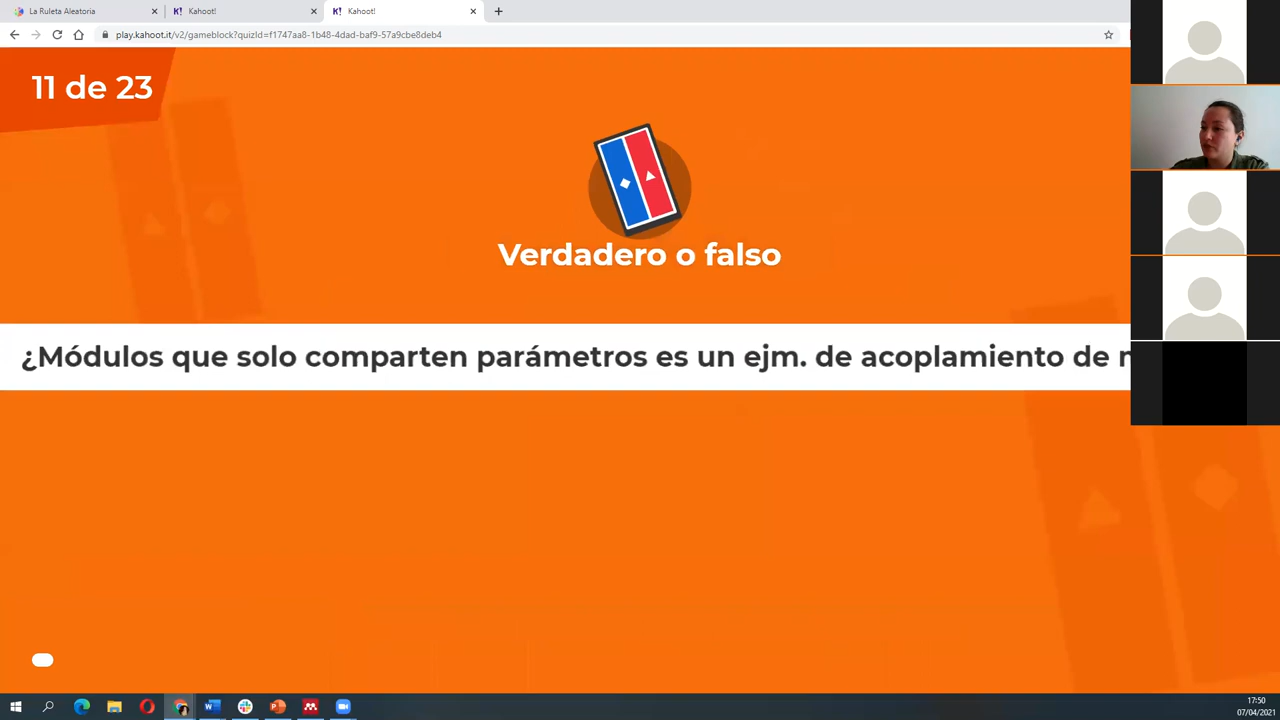 La Ruleta Aleatoria
K! Kahoot!
K! Kahoot!
play.kahoot.it/v2/gameblock?quizId=f1747aa8-1b48-4dad-baf9-57a9cbe8deb4
11 de 23
Verdadero o falso
¿Módulos que solo comparten parámetros es un ejm. de acoplamiento de
17:50
07/04/2021